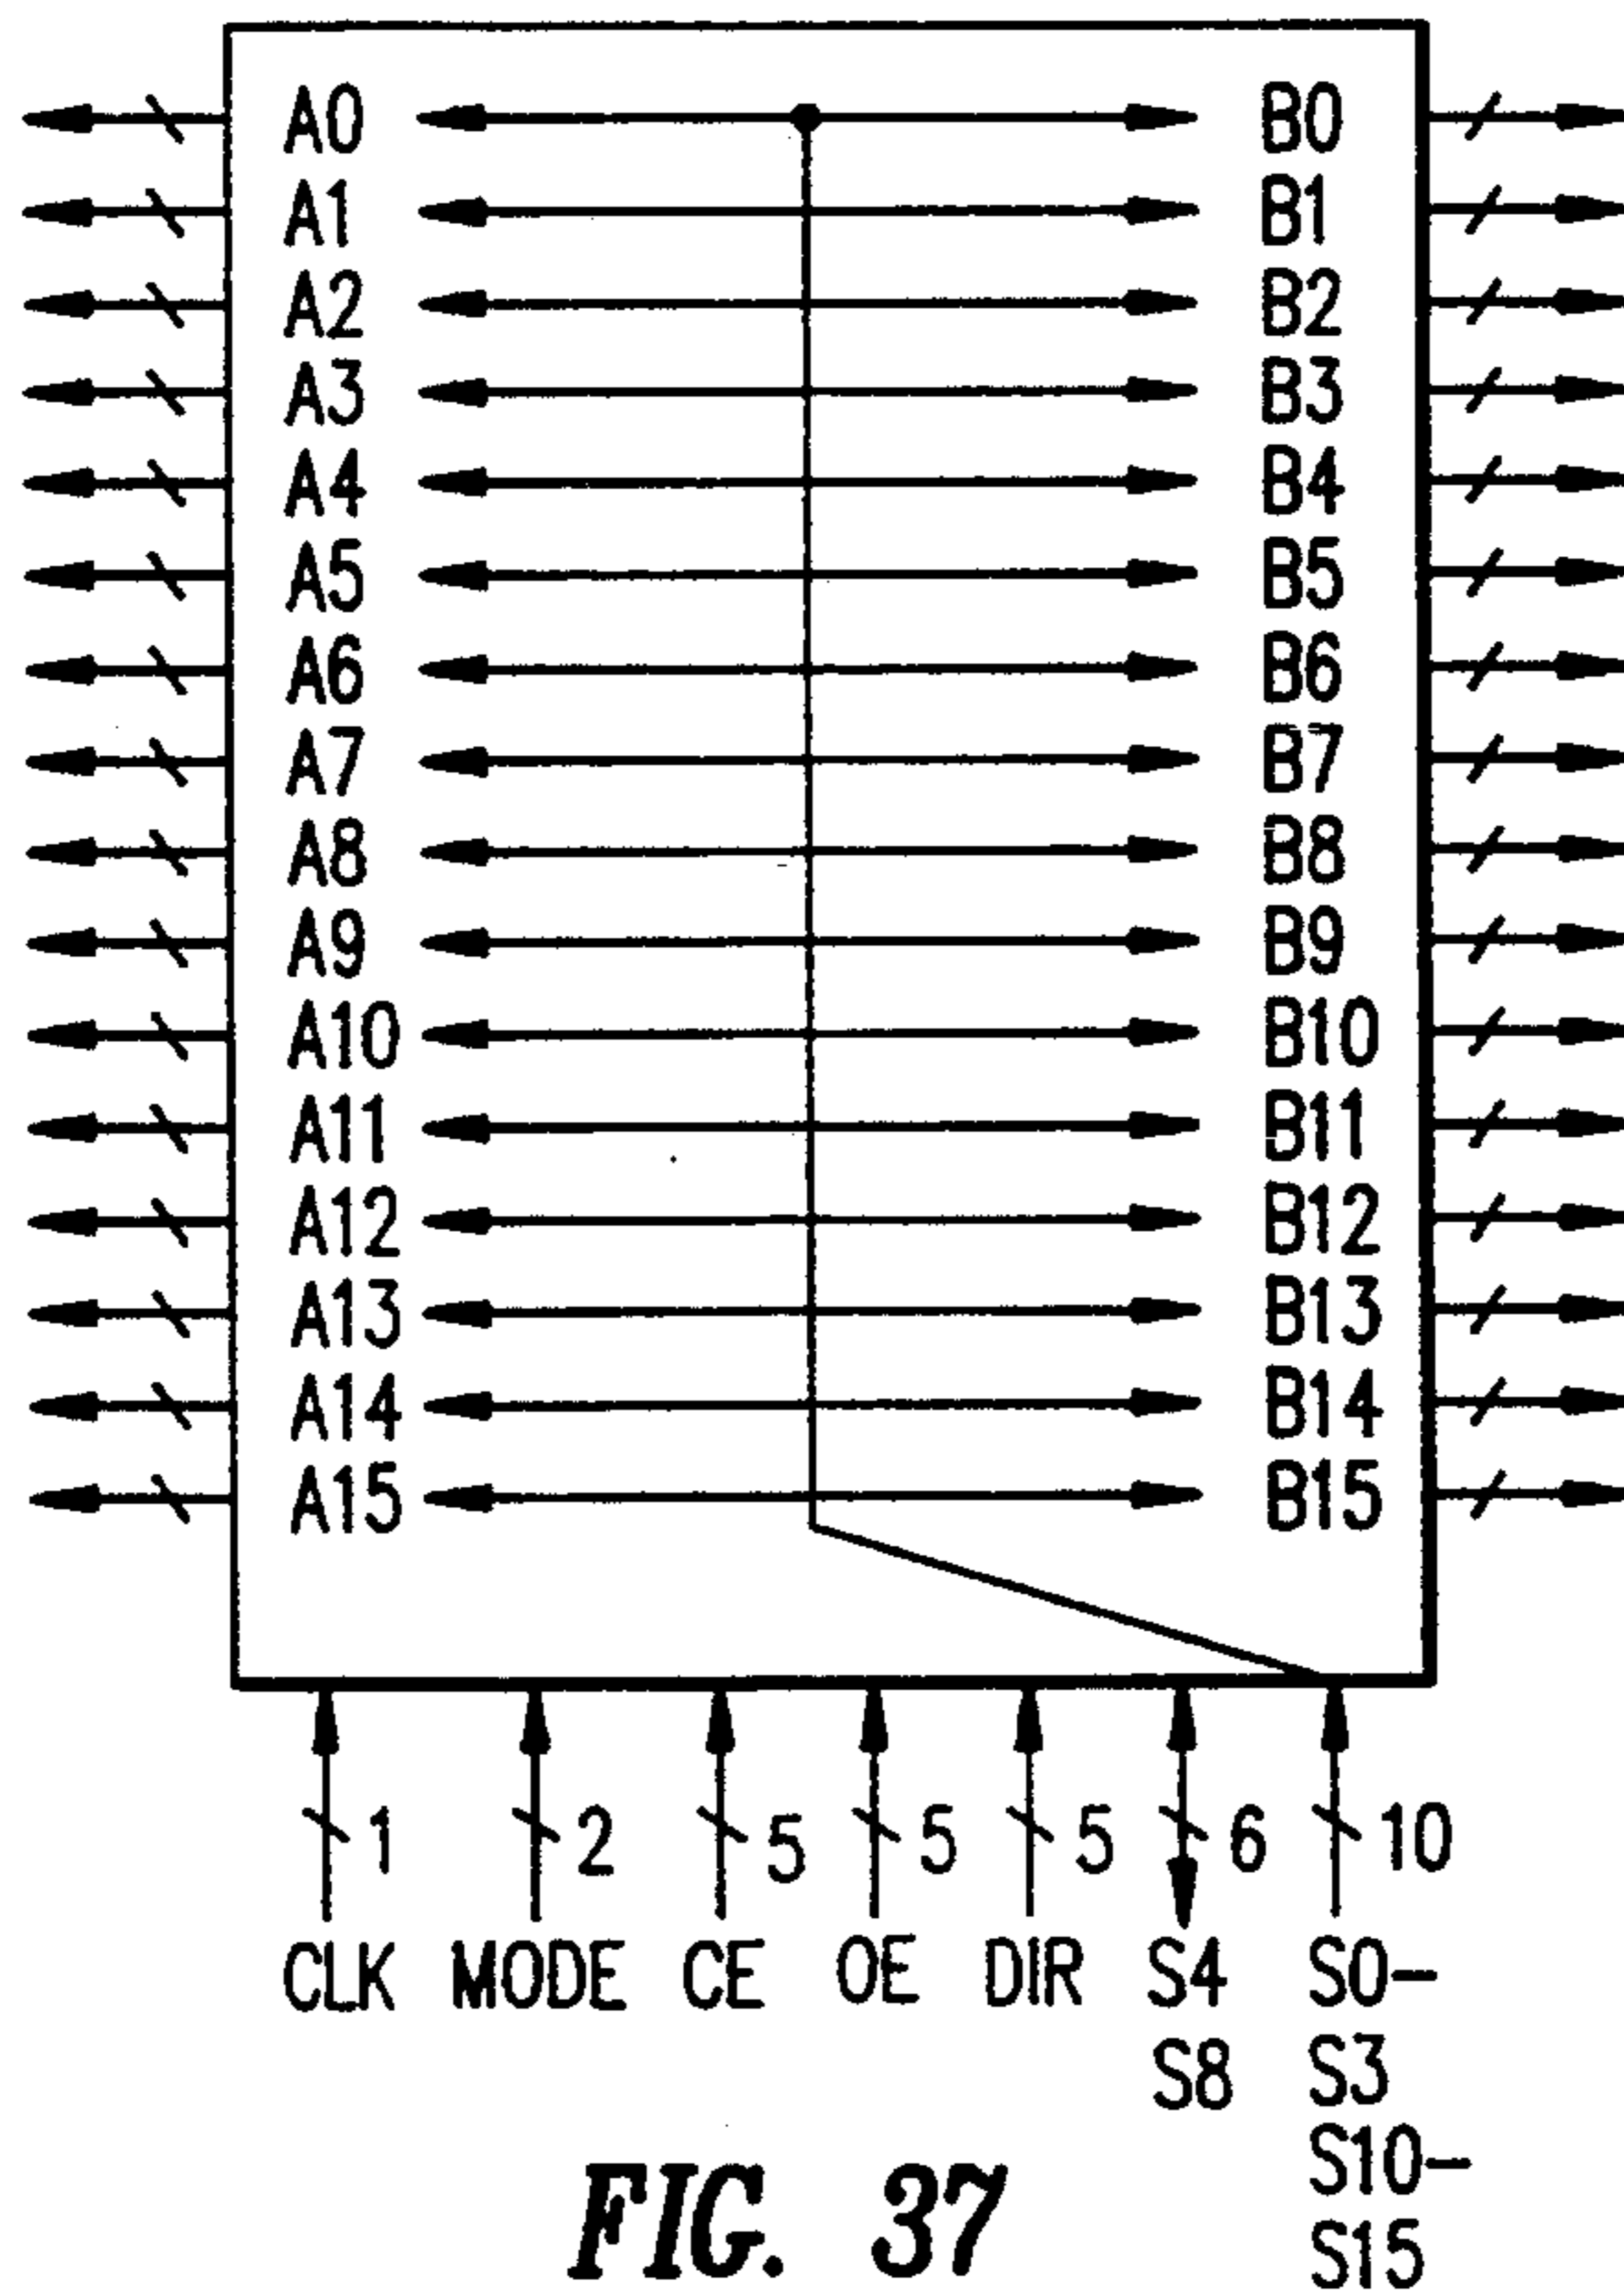 A0 B0
A1 B1
A2 B2
A3 B3
A4 B4
A5 B5
A6 B6
A7 B7
A8 B8
A9 B9
A10 B10
A11 B11
A12 B12
A13 B13
A14 B14
A15 B15
1 2 5 5 5 6 10
CLK MODE CE OE DIR S4 S0-
S8 S3
S10-
S15
FIG. 37